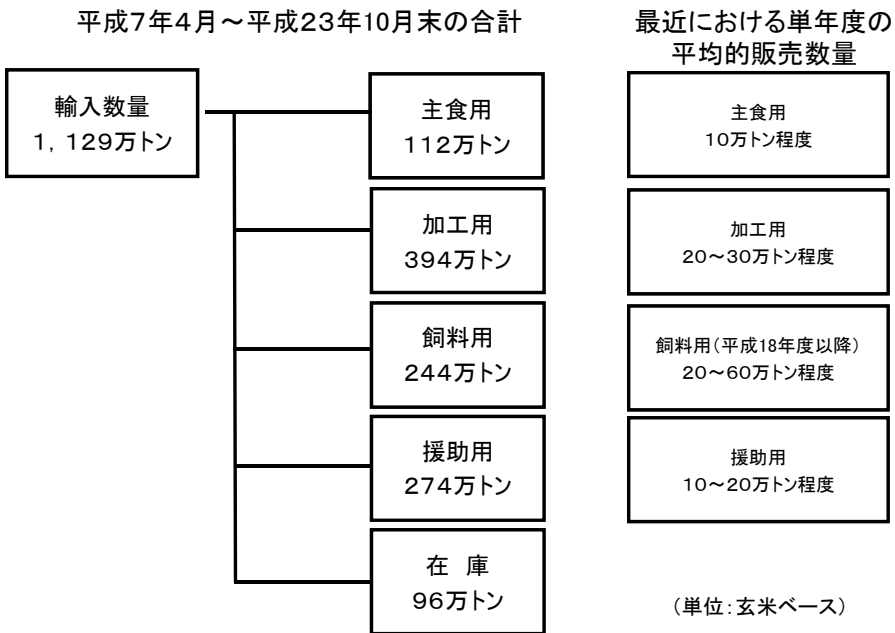 平成7年4月~平成23年10月末の合計
最近における単年度の
平均的販売数量
輸入数量
1,129万トン
主食用
112万トン
主食用
10万トン程度
加工用
394万トン
加工用
20~30万トン程度
飼料用
244万トン
飼料用(平成18年度以降)
20~60万トン程度
援助用
274万トン
援助用
10~20万トン程度
在 庫
96万トン
(単位:玄米ベース)